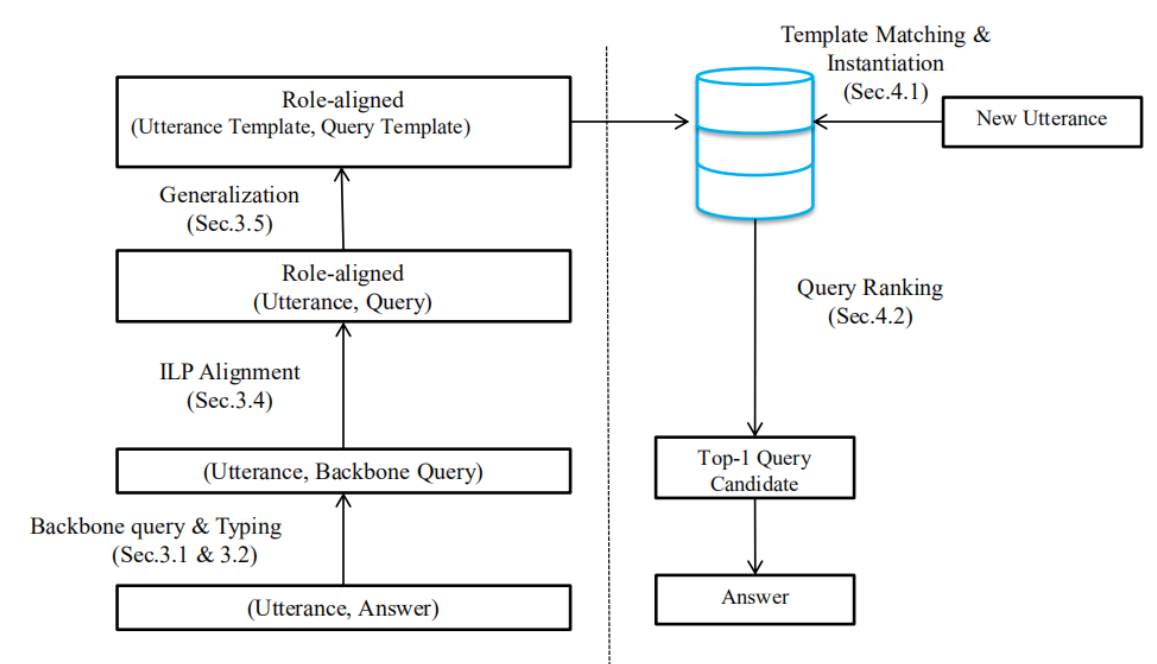 Role-aligned
(Utterance Template, Query Template)
Generalization
(Sec.3.5)
Role-aligned
(Utterance, Query)
ILP Alignment
(Sec.3.4)
(Utterance, Backbone Query)
Backbone query & Typing
(Sec.3.1 & 3.2)
(Utterance, Answer)
Template Matching &
Instantiation
(Sec.4.1)
New Utterance
Query Ranking
(Sec.4.2)
Top-1 Query
Candidate
Answer